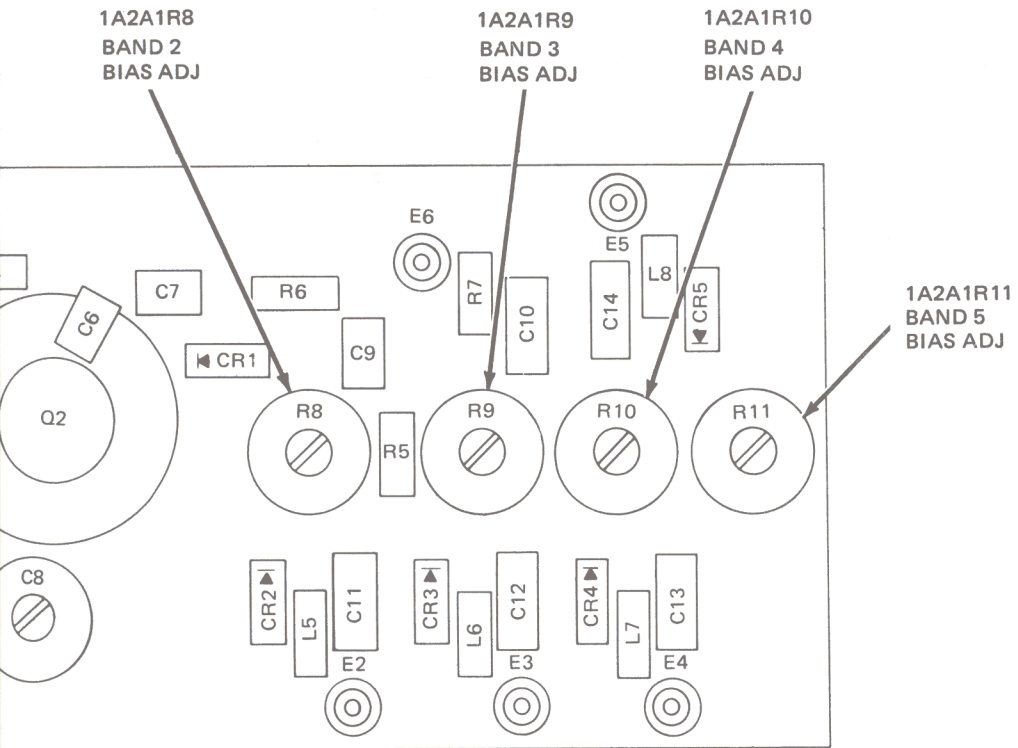 1A2A1R8
BAND 2
BIAS ADJ
1A2A1R9
BAND 3
BIAS ADJ
1A2A1R10
BAND 4
BIAS ADJ
1A2A1R11
BAND 5
BIAS ADJ
E6
E5
C7
R6
R7
C10
C14
L8
CR5
C6
CR1
C9
Q2
R8
R5
R9
R10
R11
C8
CR2
L5
C11
CR3
L6
C12
CR4
L7
C13
E2
E3
E4